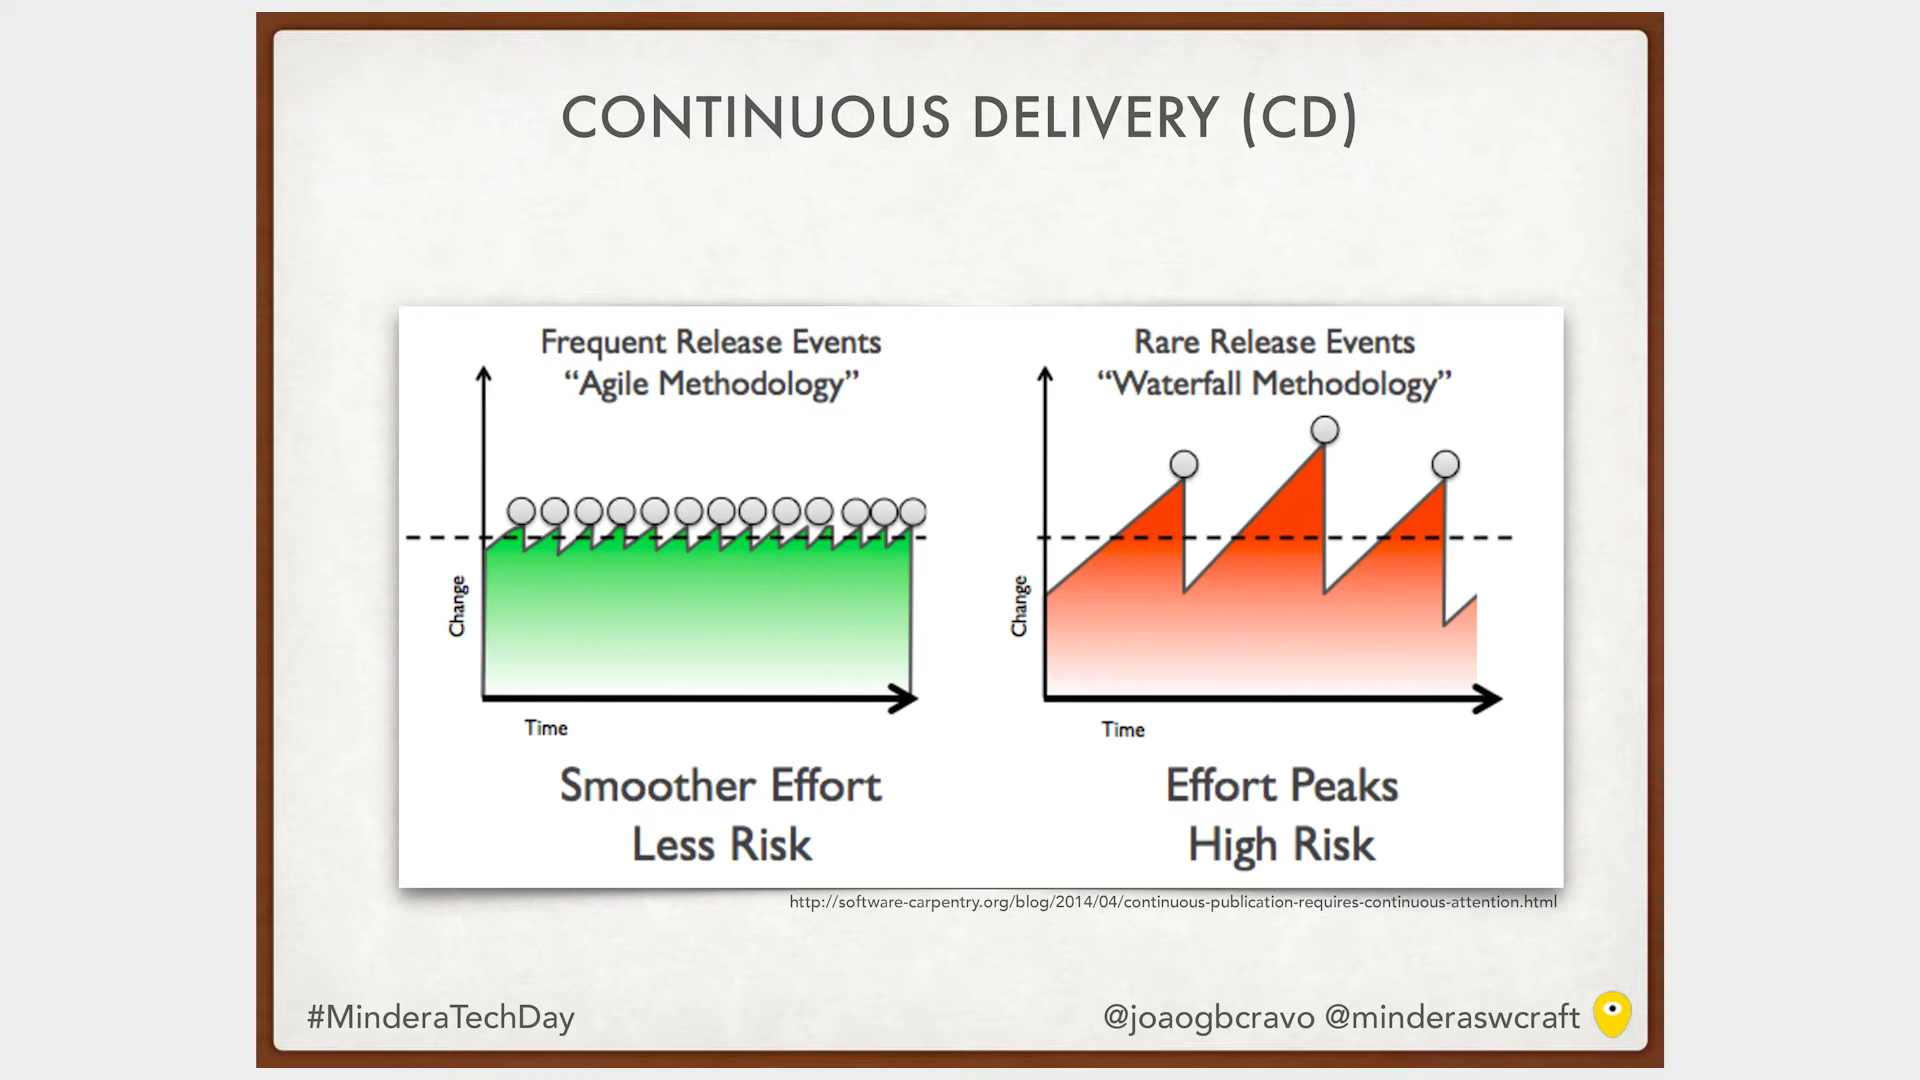 CONTINUOUS DELIVERY (CD)
Frequent Release Events
“Agile Methodology”
Change
Time
Smoother Effort
Less Risk
Rare Release Events
“Waterfall Methodology”
Change
Time
Effort Peaks
High Risk
http://software-carpentry.org/blog/2014/04/continuous-publication-requires-continuous-attention.html
#MinderaTechDay
@joaogbcravo @minderaswcraft